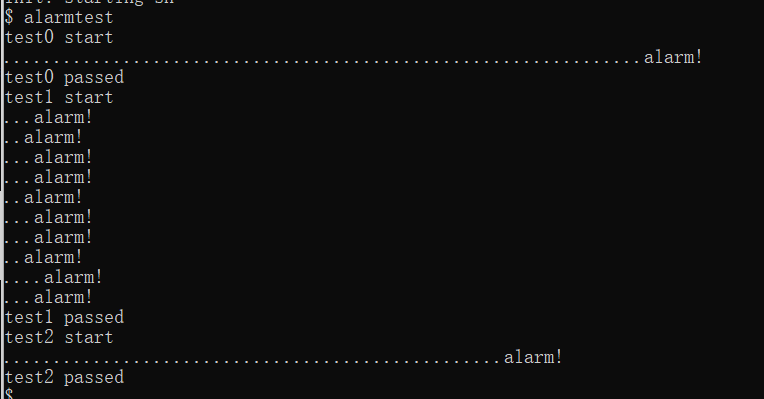 init: starting sh
$ alarmtest
test0 start
................................................................alarm!
test0 passed
test1 start
...alarm!
..alarm!
...alarm!
...alarm!
..alarm!
...alarm!
...alarm!
..alarm!
....alarm!
...alarm!
test1 passed
test2 start
..................................................alarm!
test2 passed
$